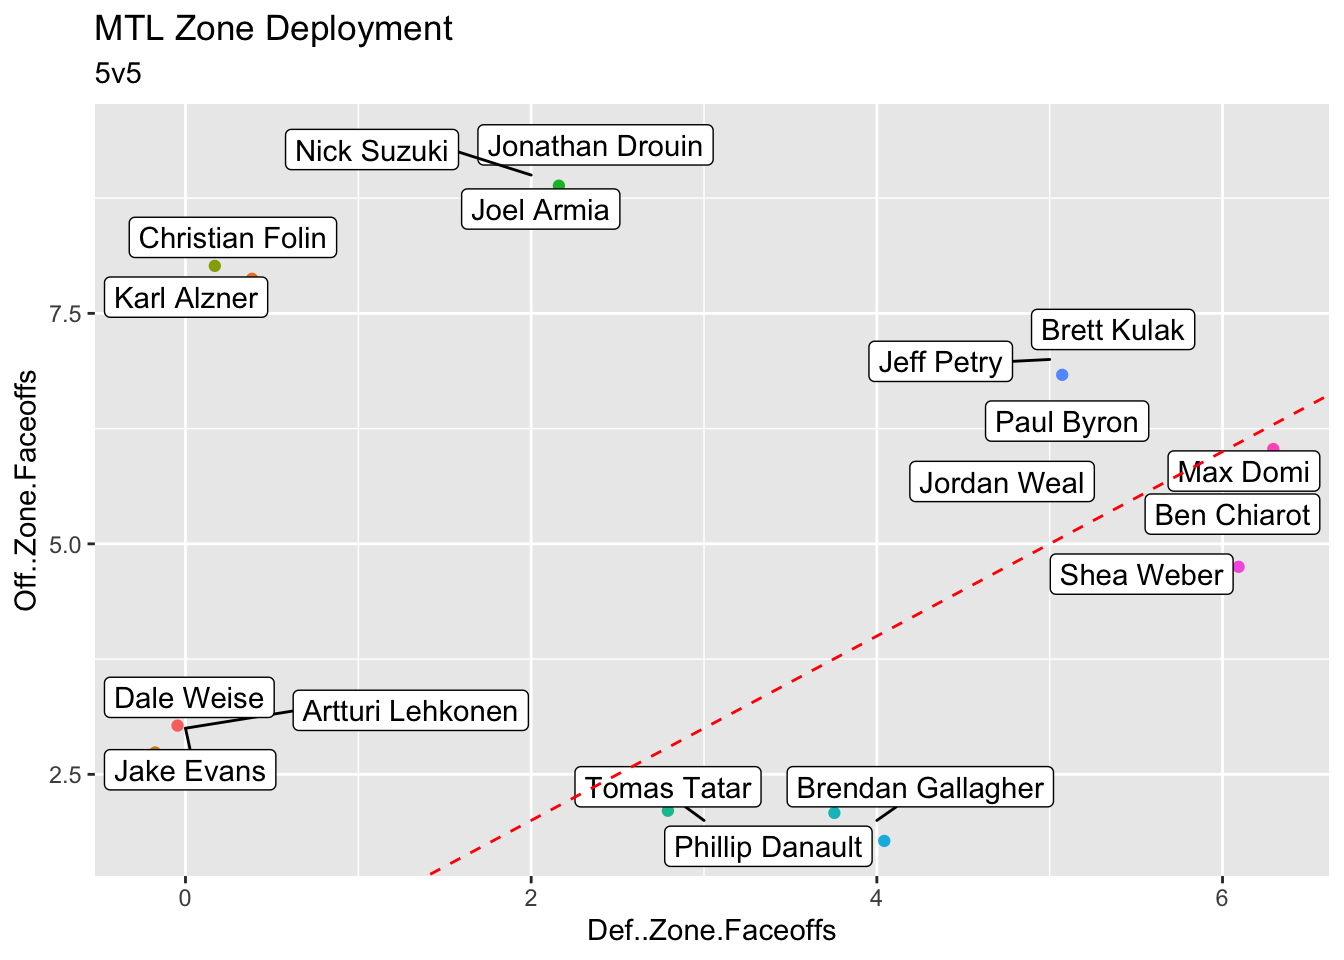 MTL Zone Deployment
5v5
Jonathan Drouin
Nick Suzuki
Joel Armia
Christian Folin
Karl Alzner
7.5
Brett Kulak
Jeff Petry
Paul Byron
Max Domi
Jordan Weal
Ben Chiarot
5.0
Shea Weber
Off..Zone.Faceoffs
Dale Weise
Artturi Lehkonen
Jake Evans
2.5
Tomas Tatar
Brendan Gallagher
Phillip Danault
0 2 4 6
Def..Zone.Faceoffs